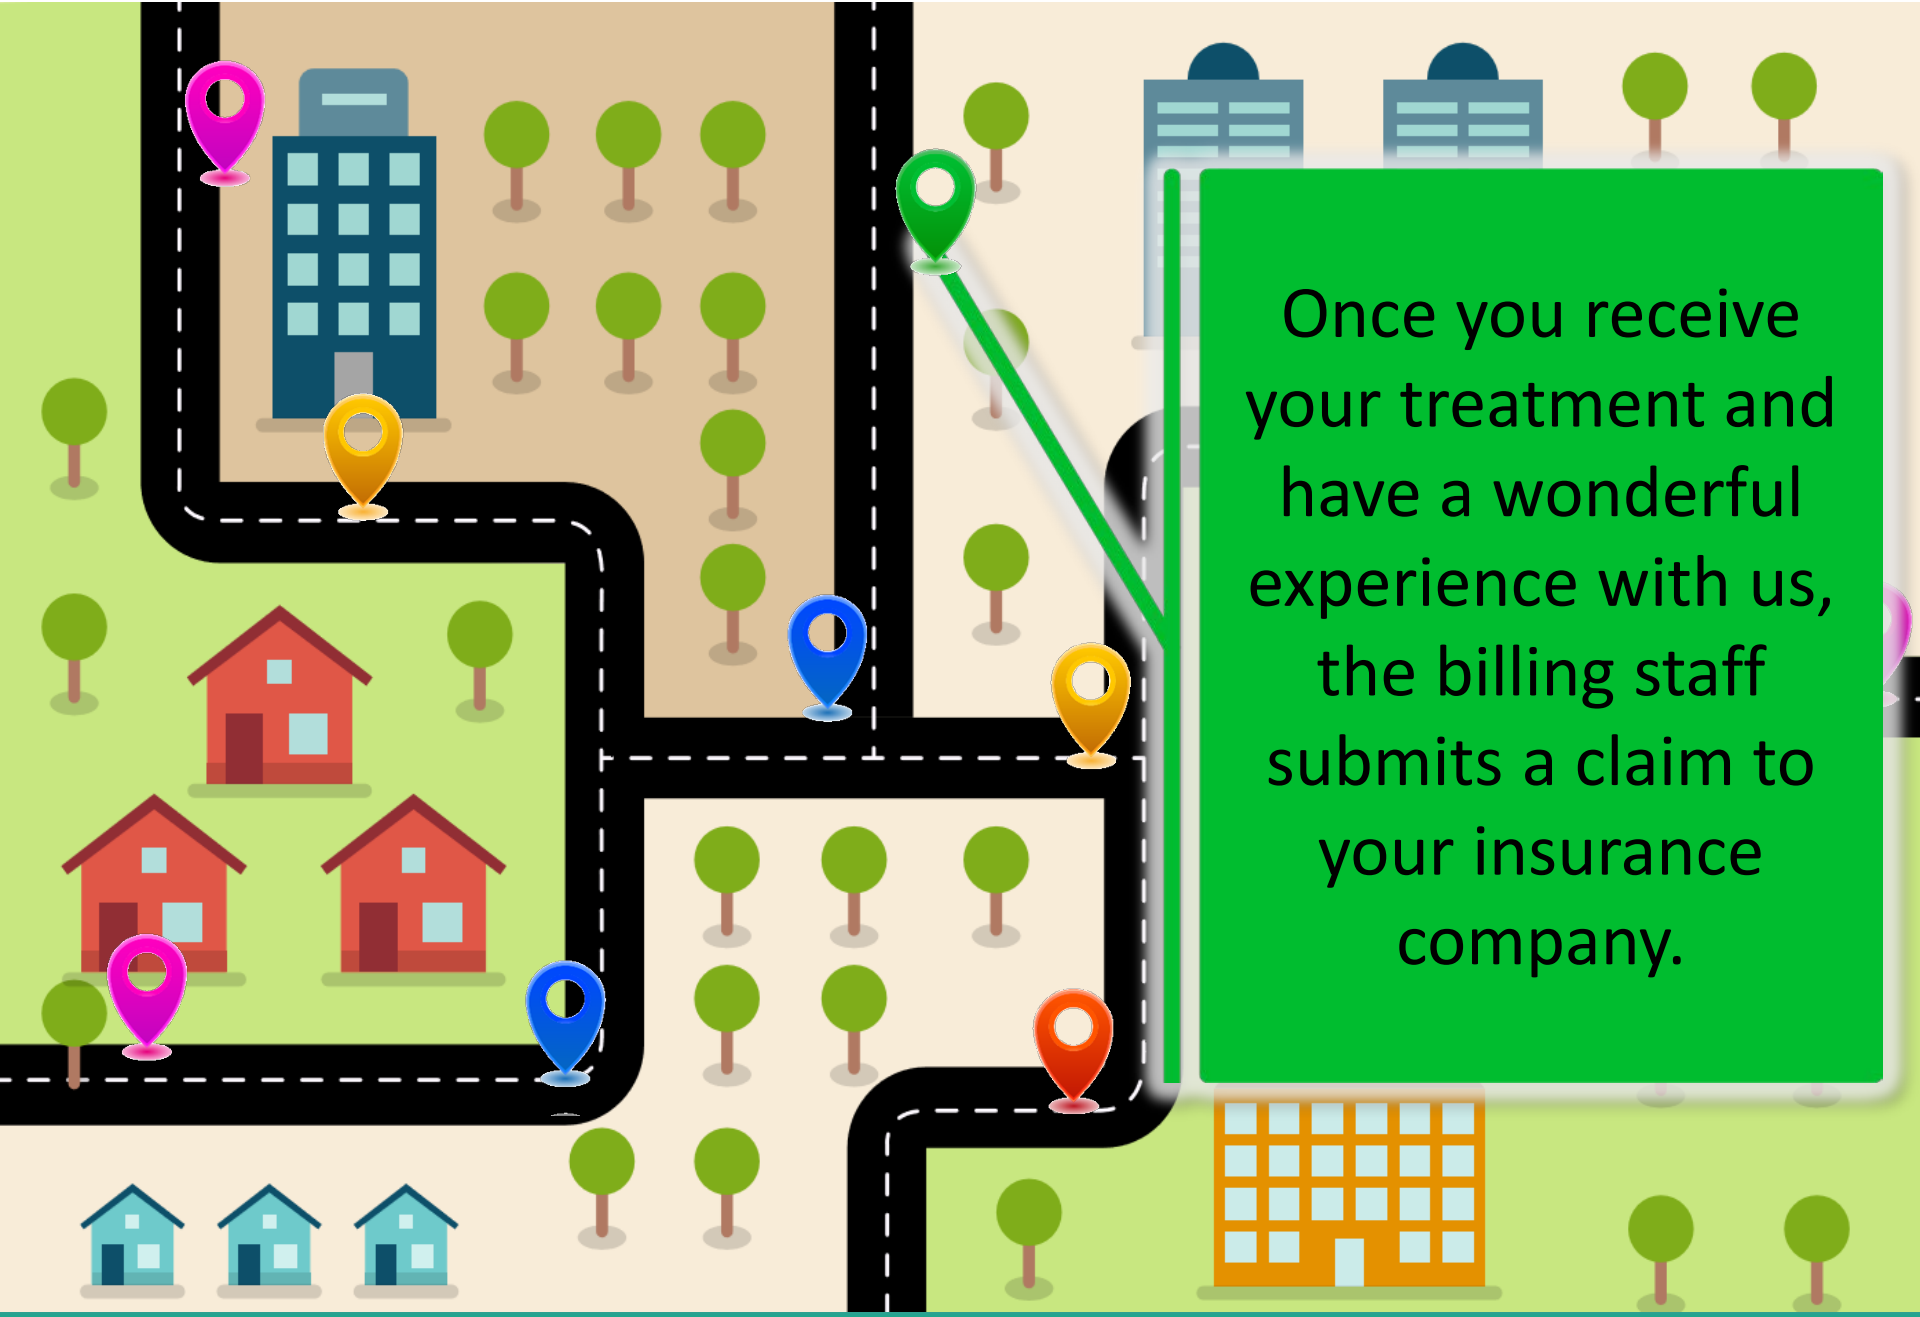 Once you receive
your treatment and
have a wonderful
experience with us,
the billing staff
submits a claim to
your insurance
company.